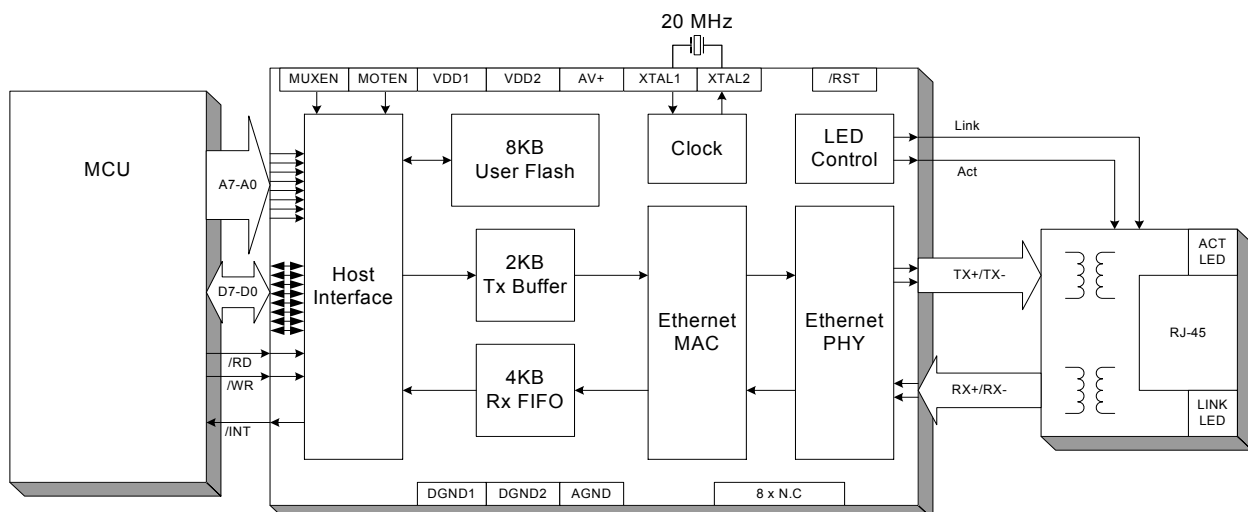 20 MHz
MUXEN MOTEN VDD1 VDD2 AV+ XTAL1 XTAL2 /RST
MCU
A7-A0
D7-D0
/RD
/WR
/INT
Host
Interface
8KB
User Flash
Clock
LED
Control
Link
Act
2KB
Tx Buffer
4KB
Rx FIFO
Ethernet
MAC
Ethernet
PHY
TX+/TX-
RX+/RX-
ACT
LED
RJ-45
LINK
LED
DGND1 DGND2 AGND 8 x N.C